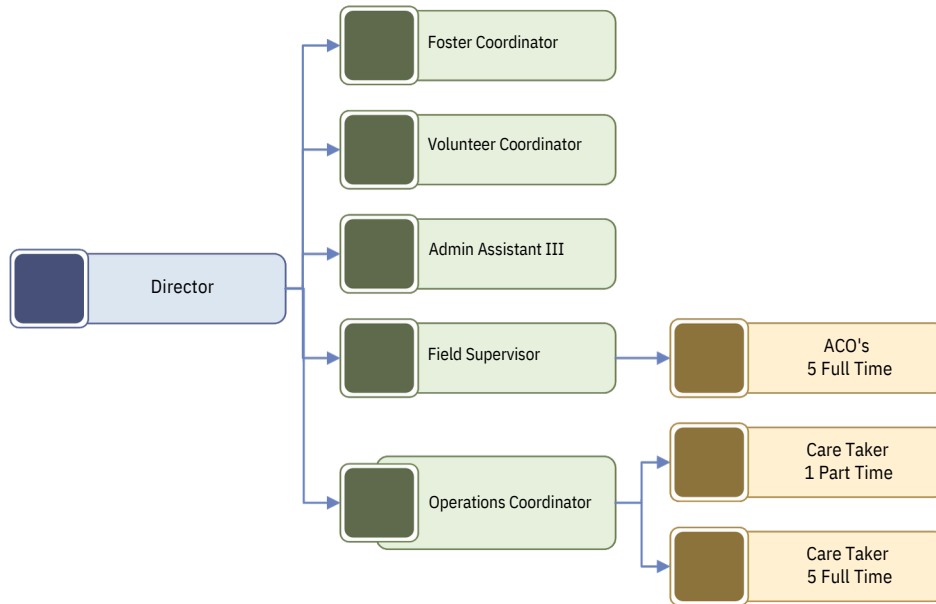 Foster Coordinator
Volunteer Coordinator
Admin Assistant III
Director
Field Supervisor
ACO's
5 Full Time
Care Taker
1 Part Time
Operations Coordinator
Care Taker
5 Full Time